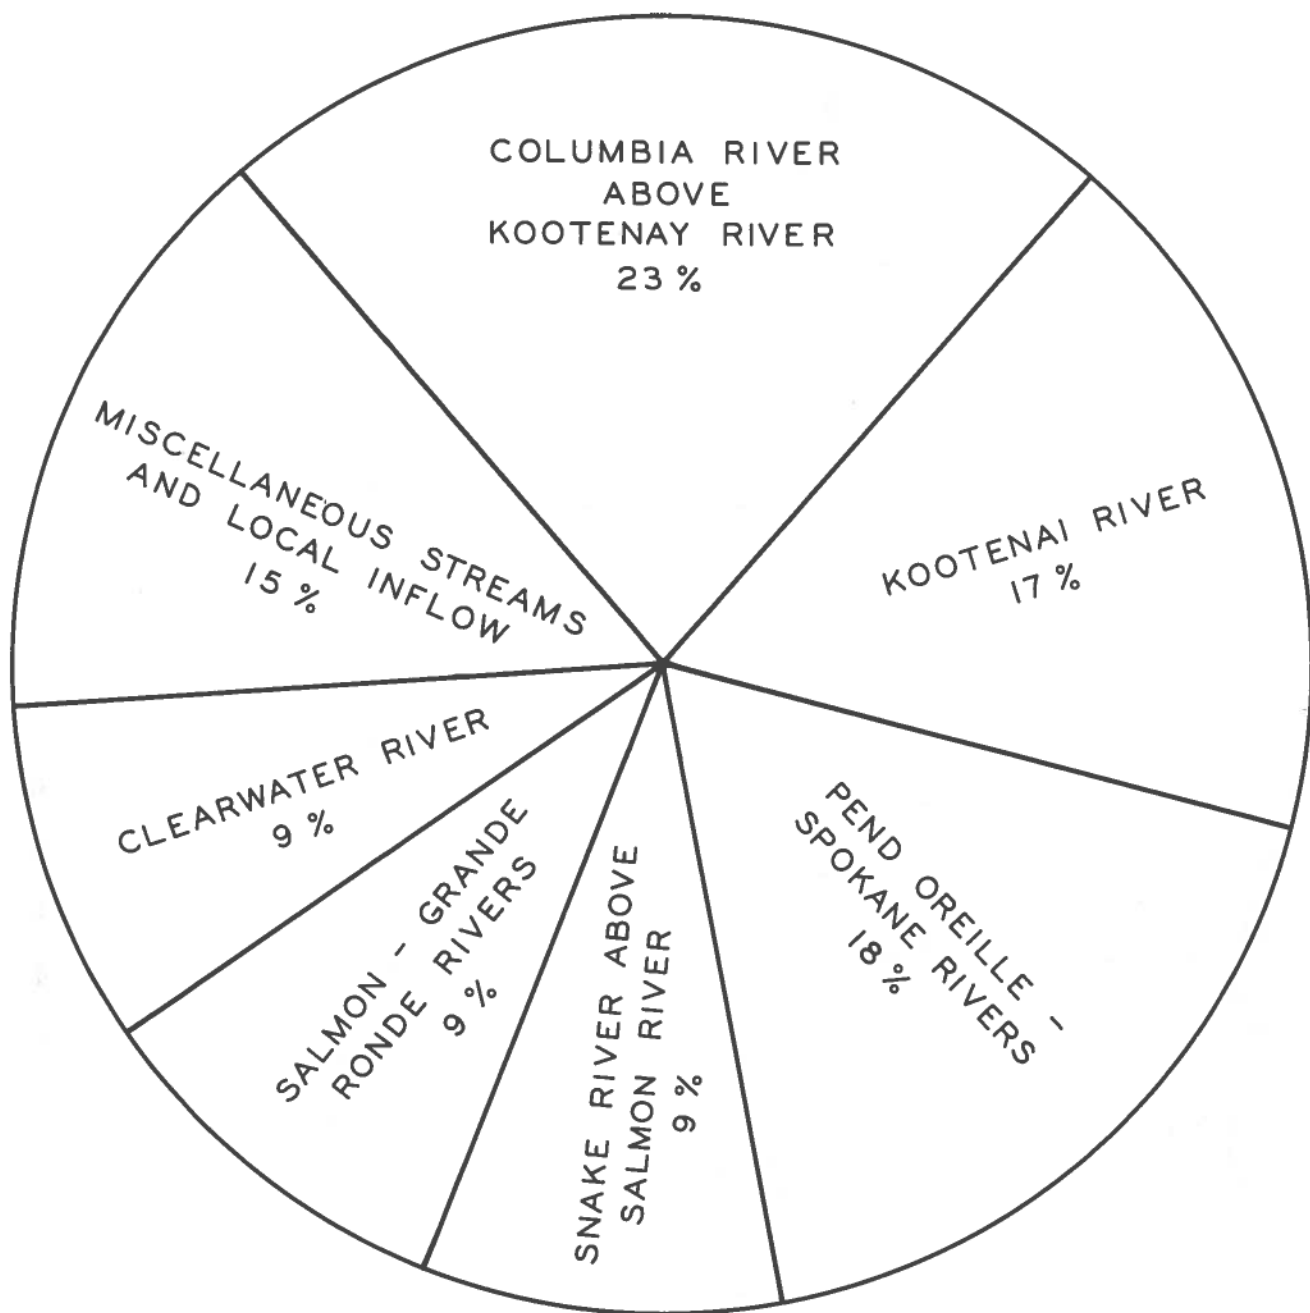 COLUMBIA RIVER
ABOVE
KOOTENAY RIVER
23 %
KOOTENAI RIVER
17 %
PEND OREILLE -
SPOKANE RIVERS
18 %
SNAKE RIVER ABOVE
SALMON RIVER
9 %
SALMON - GRANDE
RONDE RIVERS
9 %
CLEARWATER RIVER
9 %
MISCELLANEOUS STREAMS
AND LOCAL INFLOW
15 %